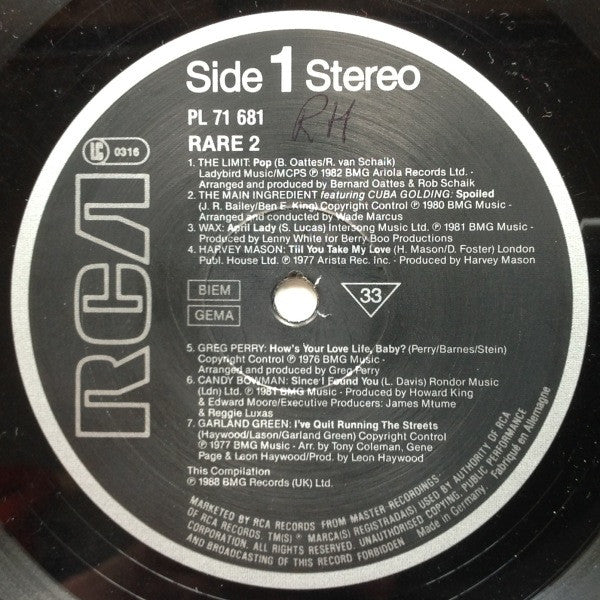 Side 1 Stereo
PL 71 681
RH
RARE 2
LC 0316
RCA
1. THE LIMIT: Pop (B. Oattes/R. van Schaik)
Ladybird Music/MCPS ℗ 1982 BMG Ariola Records Ltd. -
Arranged and produced by Bernard Oattes & Rob Schaik
2. THE MAIN INGREDIENT featuring CUBA GOLDING: Spoiled
(J. R. Bailey/Ben E. King) Copyright Control ℗ 1980 BMG Music -
Arranged and conducted by Wade Marcus
3. WAX: April Lady (S. Lucas) Intersong Music Ltd. ℗ 1981 BMG Music -
Produced by Lenny White for Berry Boo Productions
4. HARVEY MASON: Till You Take My Love (H. Mason/D. Foster) London
Publ. House Ltd. ℗ 1977 Arista Rec. Inc. - Produced by Harvey Mason
BIEM
GEMA
33
5. GREG PERRY: How's Your Love Life, Baby? (Perry/Barnes/Stein)
Copyright Control ℗ 1976 BMG Music -
Arranged and produced by Greg Perry
6. CANDY BOWMAN: Since I Found You (L. Davis) Rondor Music
(Ldn) Ltd. ℗ 1981 BMG Music - Produced by Howard King
& Edward Moore/Executive Producers: James Mtume
& Reggie Luxas
7. GARLAND GREEN: I've Quit Running The Streets
(Haywood/Lason/Garland Green) Copyright Control
℗ 1977 BMG Music - Arr. by Tony Coleman, Gene
Page & Leon Haywood/Prod. by Leon Haywood
This Compilation
℗ 1988 BMG Records (UK) Ltd.
MARKETED BY RCA RECORDS FROM MASTER RECORDINGS.
OF RCA RECORDS. TM(S) ® MARCA(S) REGISTRADA(S) USED BY AUTHORITY OF RCA
CORPORATION. ALL RIGHTS RESERVED. UNAUTHORISED COPYING, PUBLIC PERFORMANCE
AND BROADCASTING OF THIS RECORD FORBIDDEN
Made in Germany. Fabriqué en Allemagne